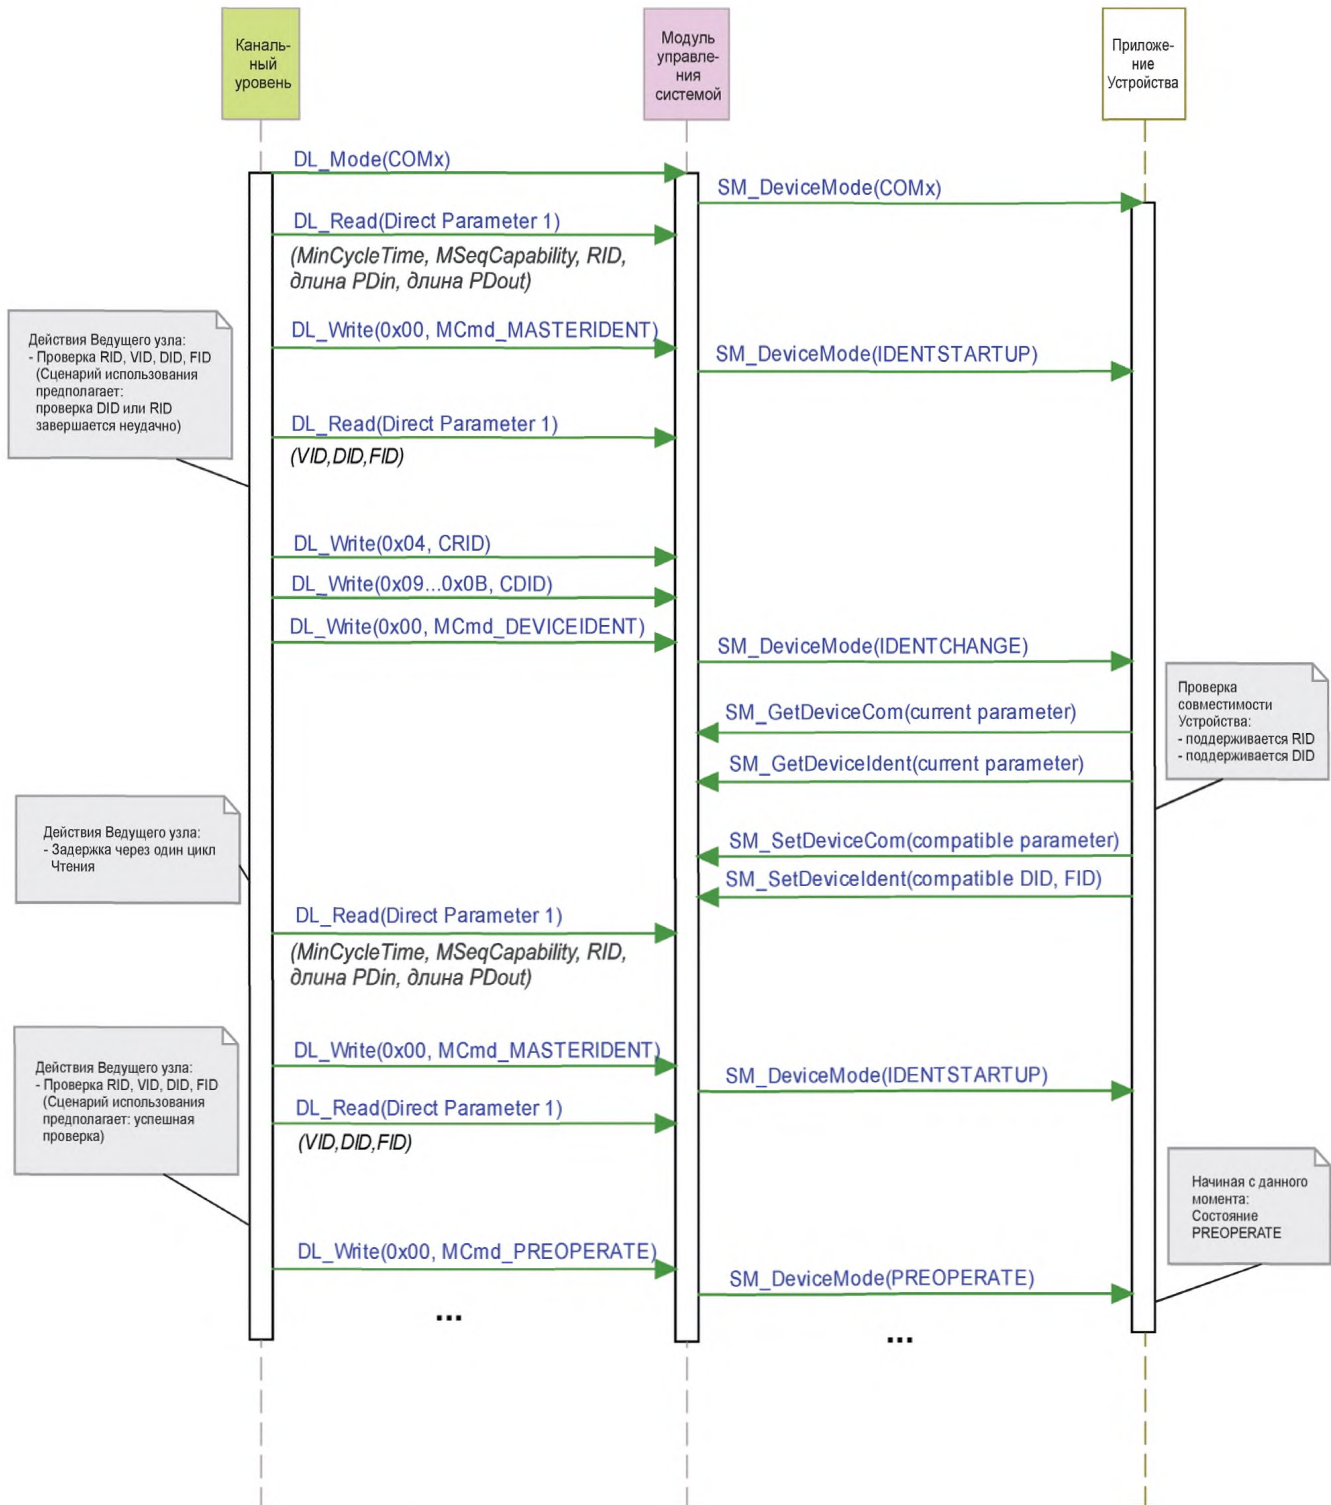 Каналь-
ный
уровень
Модуль
управле-
ния
системой
Приложе-
ние
Устройства
DL_Mode(COMx)
SM_DeviceMode(COMx)
DL_Read(Direct Parameter 1)
(MinCycleTime, MSeqCapability, RID,
длина PDin, длина PDout)
DL_Write(0x00, MCmd_MASTERIDENT)
Действия Ведущего узла:
- Проверка RID, VID, DID, FID
(Сценарий использования
предполагает:
проверка DID или RID
завершается неудачно)
SM_DeviceMode(IDENTSTARTUP)
DL_Read(Direct Parameter 1)
(VID,DID,FID)
DL_Write(0x04, CRID)
DL_Write(0x09...0x0B, CDID)
DL_Write(0x00, MCmd_DEVICEIDENT)
SM_DeviceMode(IDENTCHANGE)
Проверка
совместимости
Устройства:
- поддерживается RID
- поддерживается DID
SM_GetDeviceCom(current parameter)
SM_GetDeviceIdent(current parameter)
Действия Ведущего узла:
- Задержка через один цикл
Чтения
SM_SetDeviceCom(compatible parameter)
SM_SetDeviceIdent(compatible DID, FID)
DL_Read(Direct Parameter 1)
(MinCycleTime, MSeqCapability, RID,
длина PDin, длина PDout)
DL_Write(0x00, MCmd_MASTERIDENT)
Действия Ведущего узла:
- Проверка RID, VID, DID, FID
(Сценарий использования
предполагает: успешная
проверка)
SM_DeviceMode(IDENTSTARTUP)
DL_Read(Direct Parameter 1)
(VID,DID,FID)
Начиная с данного
момента:
Состояние
PREOPERATE
DL_Write(0x00, MCmd_PREOPERATE)
SM_DeviceMode(PREOPERATE)
...
...